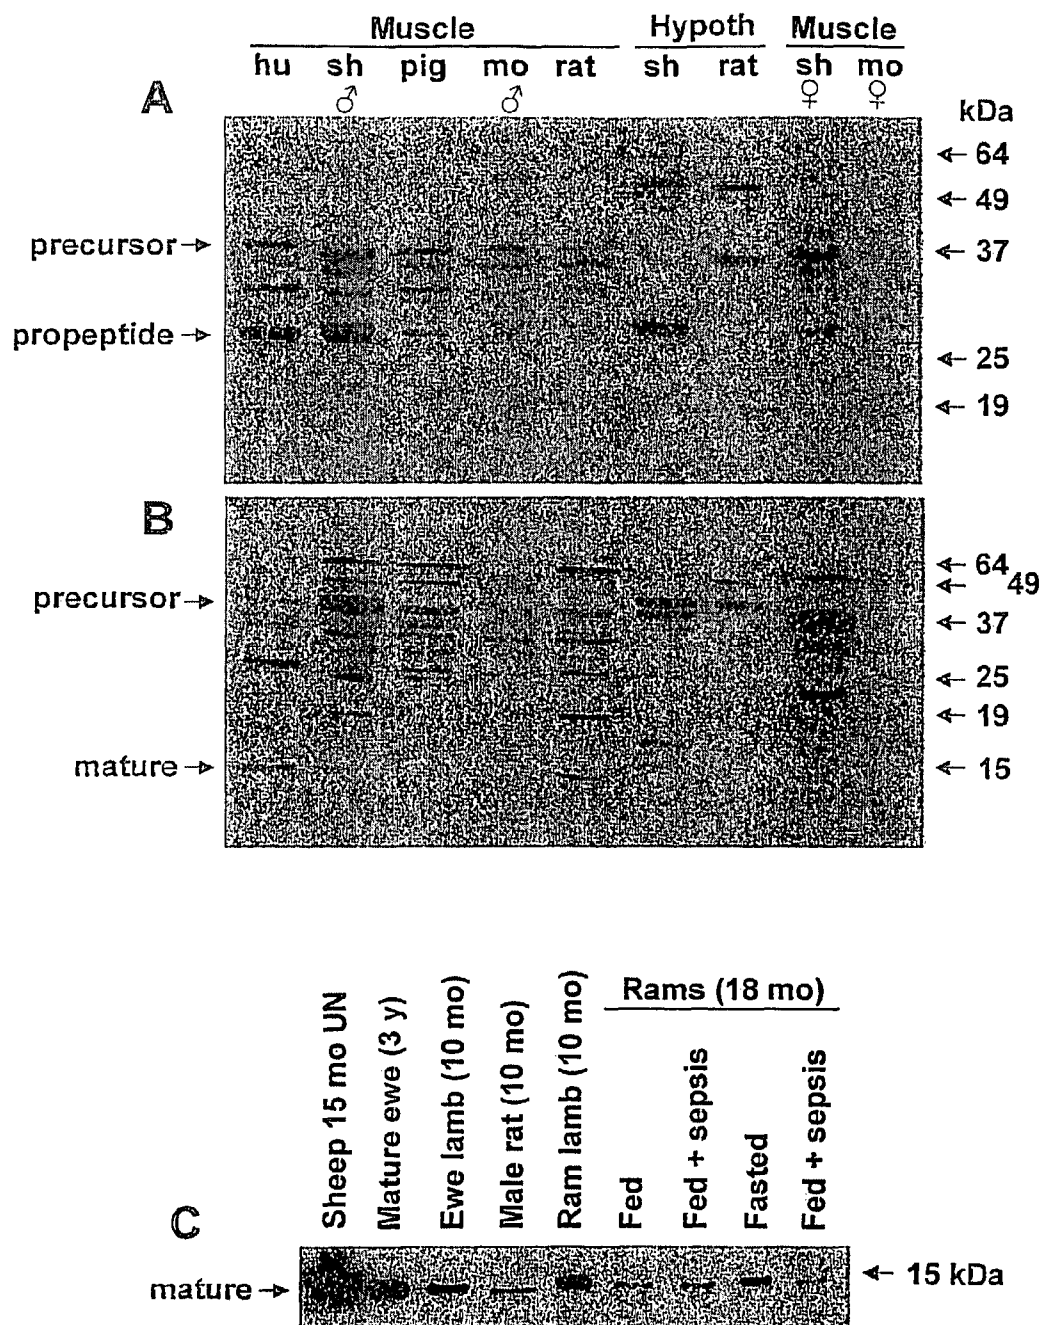 Muscle Hypoth Muscle
hu sh pig mo rat sh rat sh mo
♂ ♂ ♀ ♀
A
kDa
64
49
precursor
37
propeptide
25
19
B
64
49
precursor
37
25
19
mature
15
Rams (18 mo)
Sheep 15 mo UN
Mature ewe (3 y)
Ewe lamb (10 mo)
Male rat (10 mo)
Ram lamb (10 mo)
Fed
Fed + sepsis
Fasted
Fed + sepsis
C
15 kDa
mature